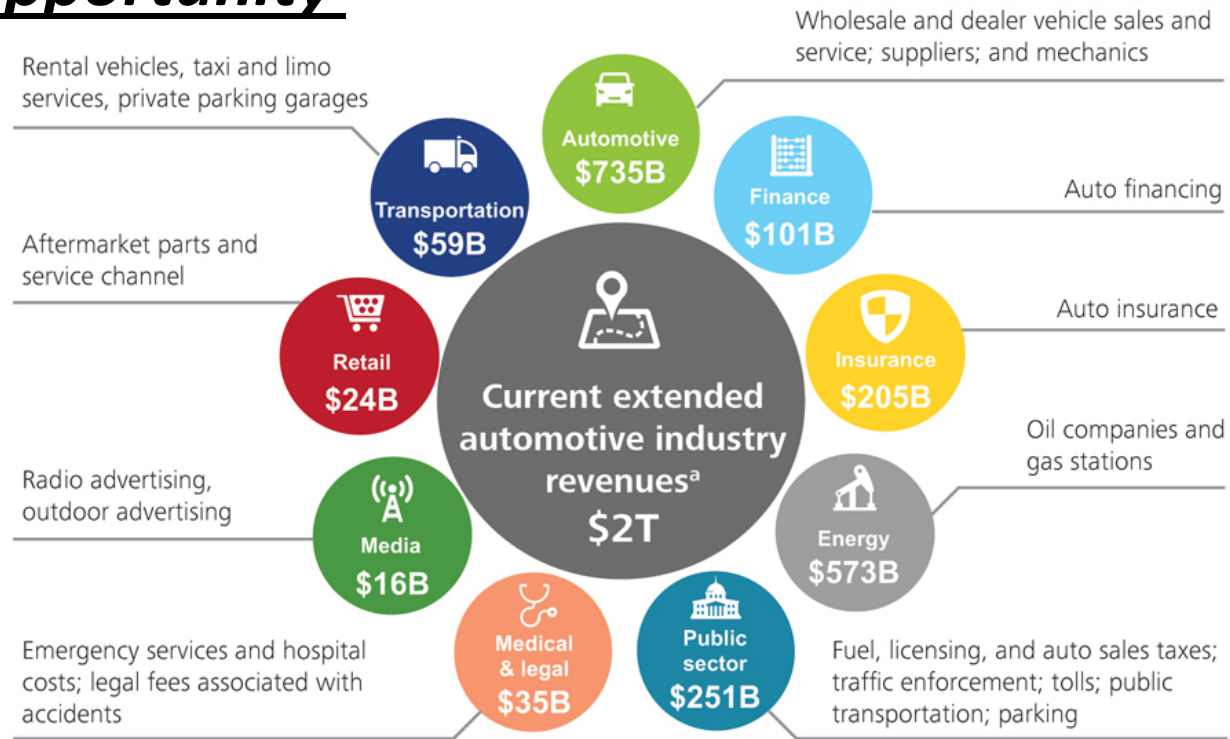 pportunity
Wholesale and dealer vehicle sales and
service; suppliers; and mechanics
Rental vehicles, taxi and limo
services, private parking garages
Automotive
$735B
Finance
$101B
Auto financing
Transportation
$59B
Aftermarket parts and
service channel
Auto insurance
Insurance
$205B
Retail
$24B
Current extended
automotive industry
revenuesᵃ
$2T
Oil companies and
gas stations
Energy
$573B
Radio advertising,
outdoor advertising
Media
$16B
Medical
& legal
$35B
Public
sector
$251B
Emergency services and hospital
costs; legal fees associated with
accidents
Fuel, licensing, and auto sales taxes;
traffic enforcement; tolls; public
transportation; parking